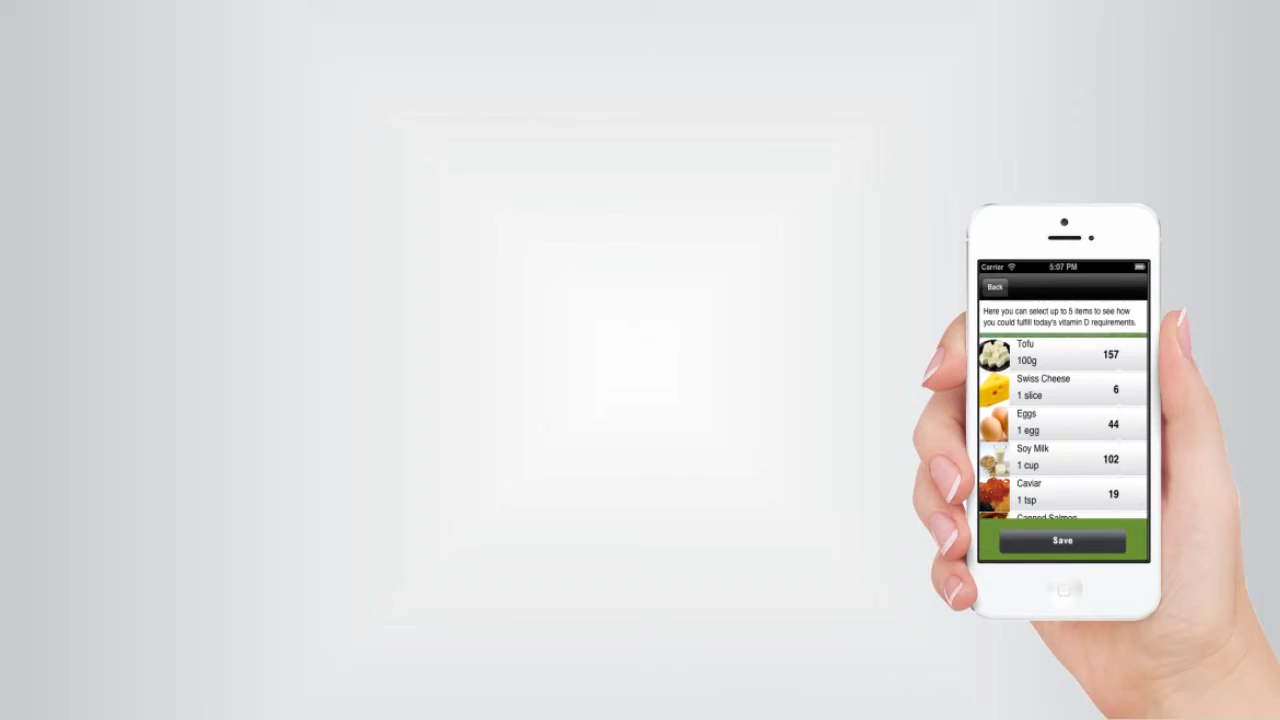 Carrier 5:07 PM
Back
Here you can select up to 5 items to see how
you could fulfill today's vitamin D requirements.
Tofu
100g
157
Swiss Cheese
1 slice
6
Eggs
1 egg
44
Soy Milk
1 cup
102
Caviar
1 tsp
19
Canned Salmon
Save